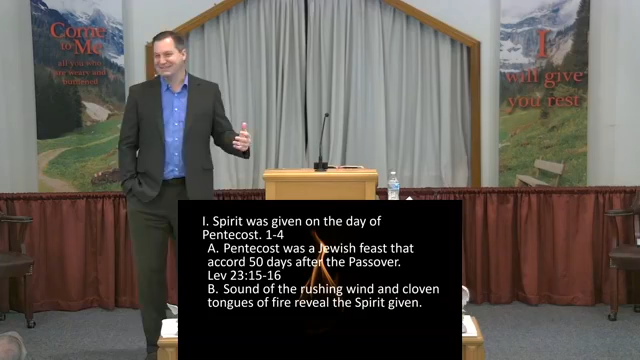 Come
to Me
all you who
are weary and
burdened
I
will give
you rest
I. Spirit was given on the day of
Pentecost. 1-4
A. Pentecost was a Jewish feast that
accord 50 days after the Passover.
Lev 23:15-16
B. Sound of the rushing wind and cloven
tongues of fire reveal the Spirit given.